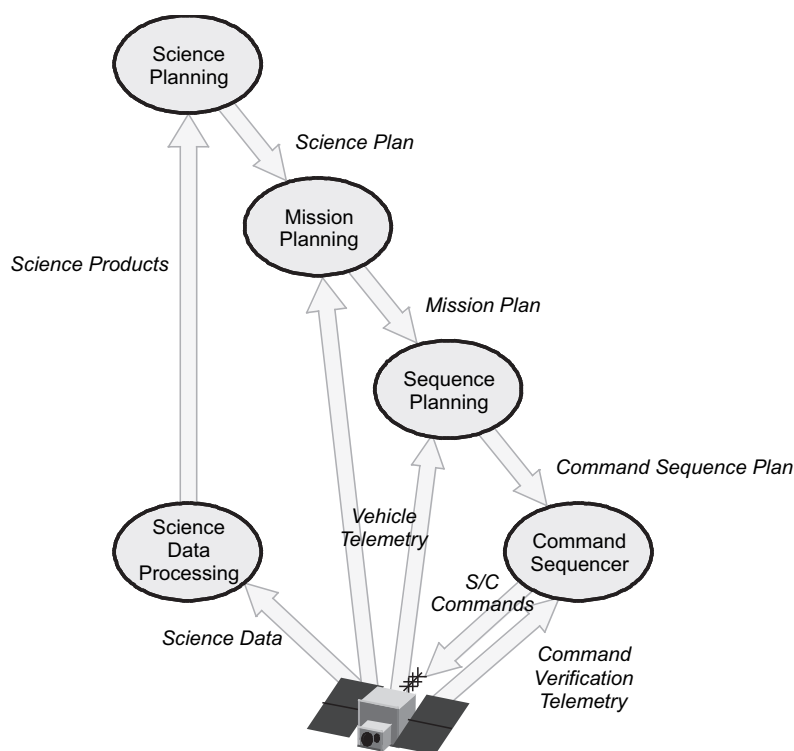 Science
Planning
Science Plan
Mission
Planning
Science Products
Mission Plan
Sequence
Planning
Command Sequence Plan
Science
Data
Processing
Vehicle
Telemetry
Command
Sequencer
S/C
Commands
Science Data
Command
Verification
Telemetry